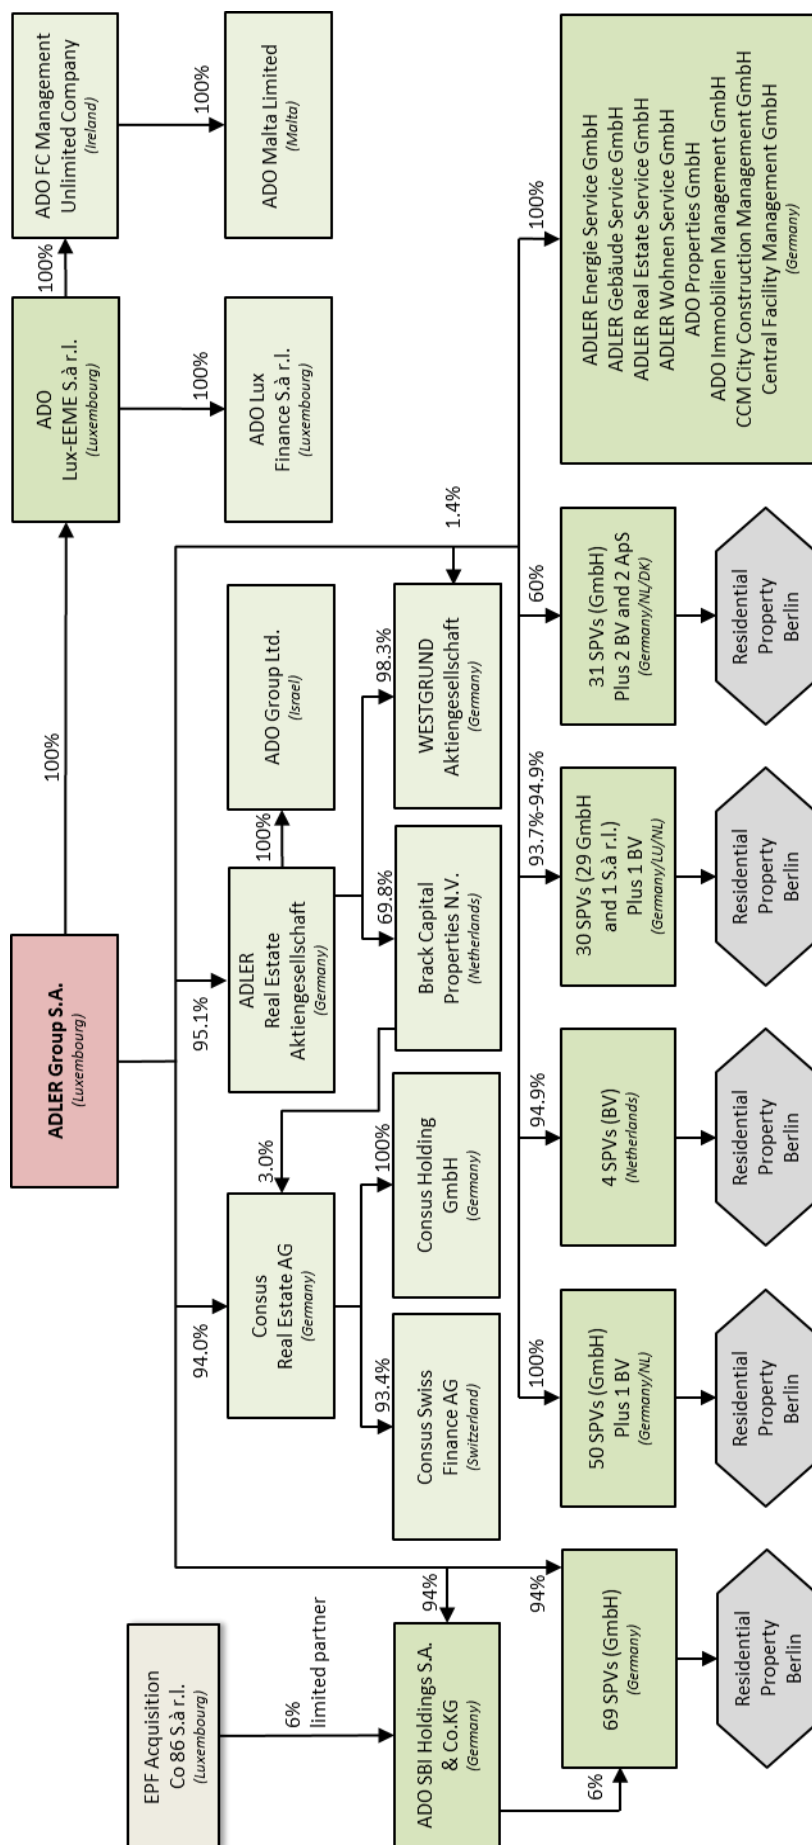 EPF Acquisition
Co 86 S.à r.l.
(Luxembourg)
6%
limited partner
ADO SBI Holdings S.A.
& Co.KG
(Germany)
94%
6%
94%
69 SPVs (GmbH)
(Germany)
Residential
Property
Berlin
ADLER Group S.A.
(Luxembourg)
100%
ADO
Lux-EEME S.à r.l.
(Luxembourg)
100%
ADO FC Management
Unlimited Company
(Ireland)
100%
ADO Lux
Finance S.à r.l.
(Luxembourg)
100%
ADO Malta Limited
(Malta)
94.0%
Consus
Real Estate AG
(Germany)
3.0%
95.1%
ADLER
Real Estate
Aktiengesellschaft
(Germany)
100%
ADO Group Ltd.
(Israel)
93.4%
Consus Swiss
Finance AG
(Switzerland)
100%
Consus Holding
GmbH
(Germany)
69.8%
Brack Capital
Properties N.V.
(Netherlands)
98.3%
WESTGRUND
Aktiengesellschaft
(Germany)
1.4%
100%
50 SPVs (GmbH)
Plus 1 BV
(Germany/NL)
Residential
Property
Berlin
94.9%
4 SPVs (BV)
(Netherlands)
Residential
Property
Berlin
93.7%-94.9%
30 SPVs (29 GmbH
and 1 S.à r.l.)
Plus 1 BV
(Germany/LU/NL)
Residential
Property
Berlin
60%
31 SPVs (GmbH)
Plus 2 BV and 2 ApS
(Germany/NL/DK)
Residential
Property
Berlin
100%
ADLER Energie Service GmbH
ADLER Gebäude Service GmbH
ADLER Real Estate Service GmbH
ADLER Wohnen Service GmbH
ADO Properties GmbH
ADO Immobilien Management GmbH
CCM City Construction Management GmbH
Central Facility Management GmbH
(Germany)